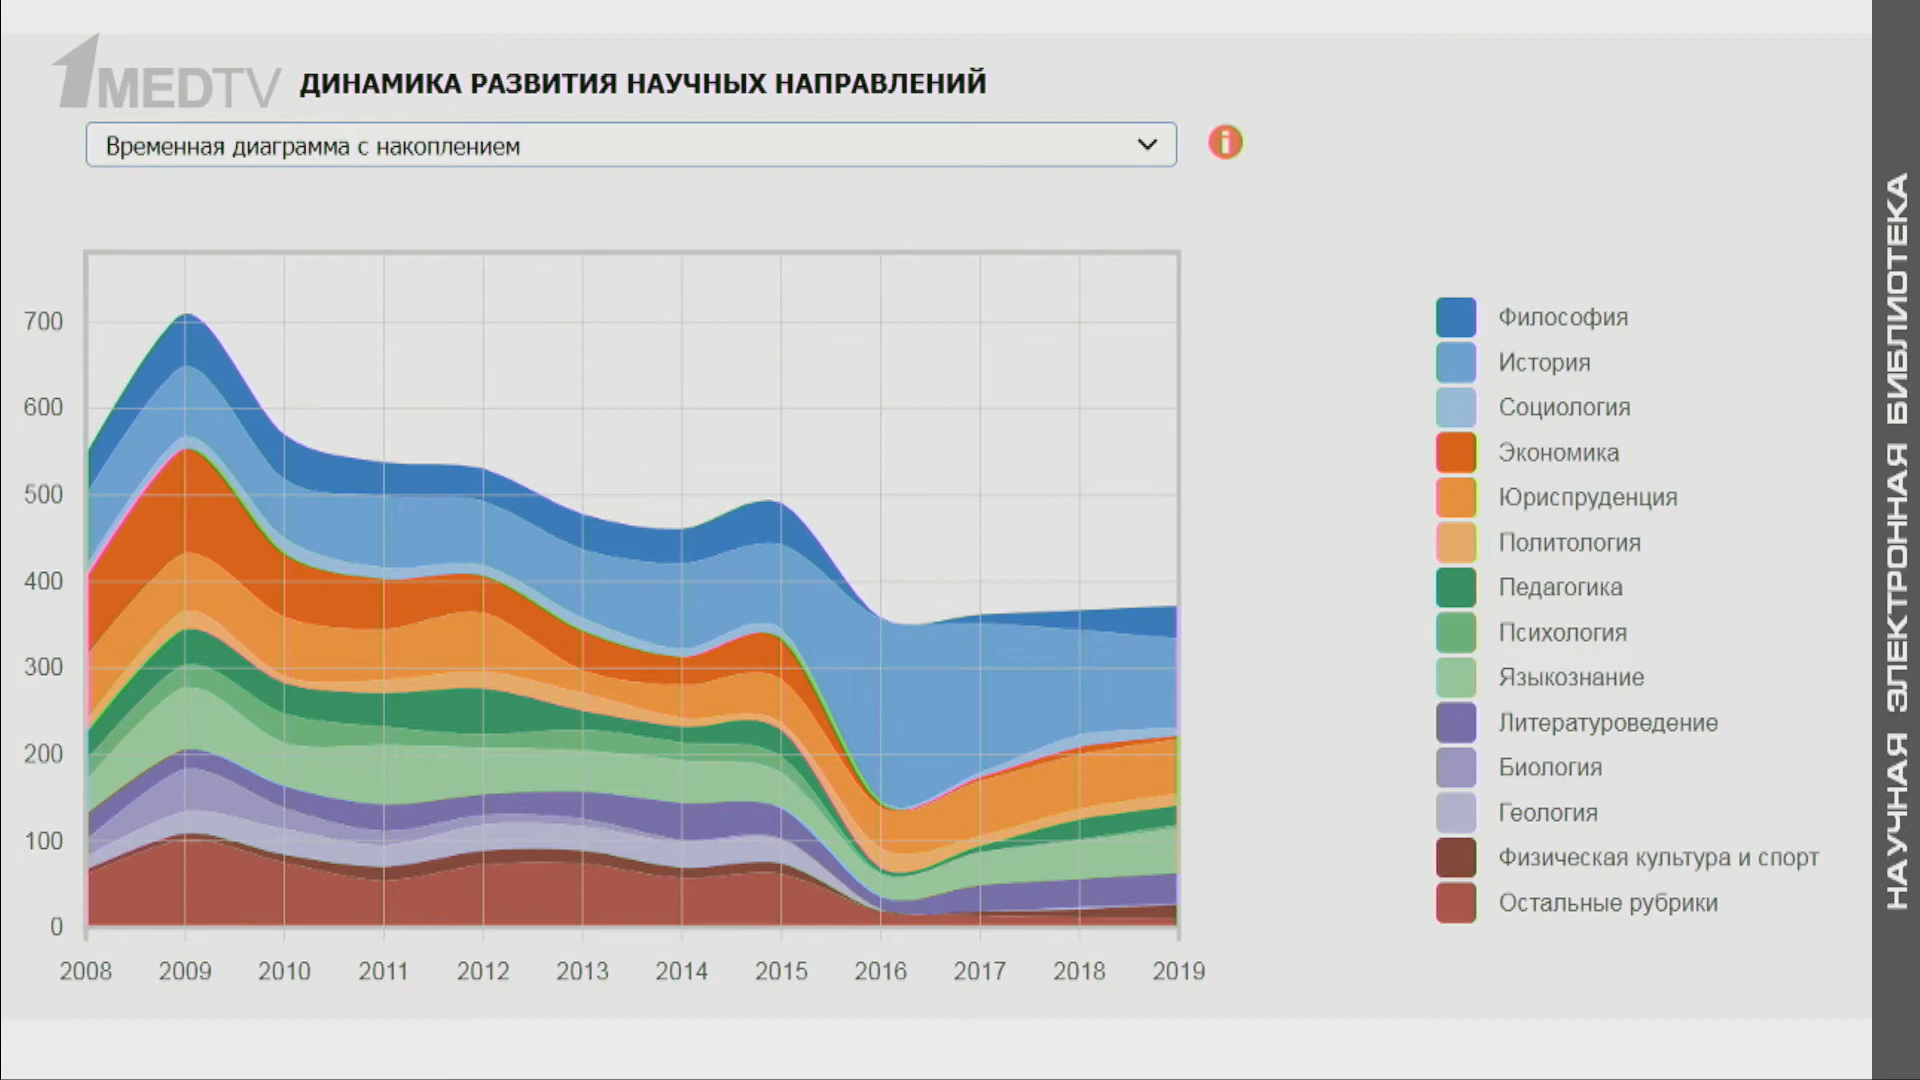 1MEDTV
ДИНАМИКА РАЗВИТИЯ НАУЧНЫХ НАПРАВЛЕНИЙ
Временная диаграмма с накоплением
i
700
600
500
400
300
200
100
0
2008 2009 2010 2011 2012 2013 2014 2015 2016 2017 2018 2019
Философия
История
Социология
Экономика
Юриспруденция
Политология
Педагогика
Психология
Языкознание
Литературоведение
Биология
Геология
Физическая культура и спорт
Остальные рубрики
НАУЧНАЯ ЭЛЕКТРОННАЯ БИБЛИОТЕКА